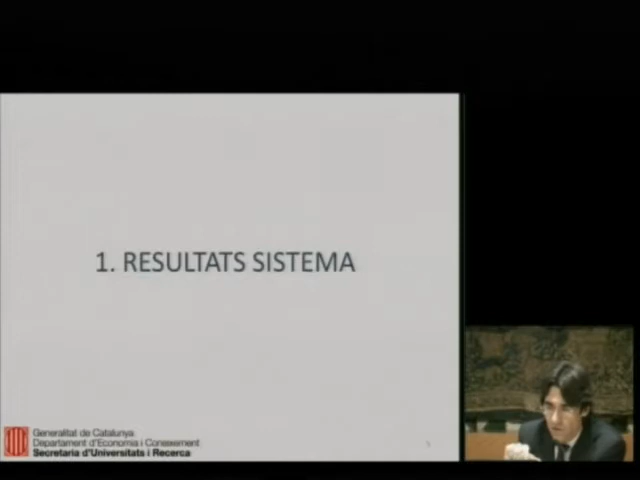 1. RESULTATS SISTEMA
Generalitat de Catalunya
Departament d'Economia i Coneixement
Secretaria d'Universitats i Recerca